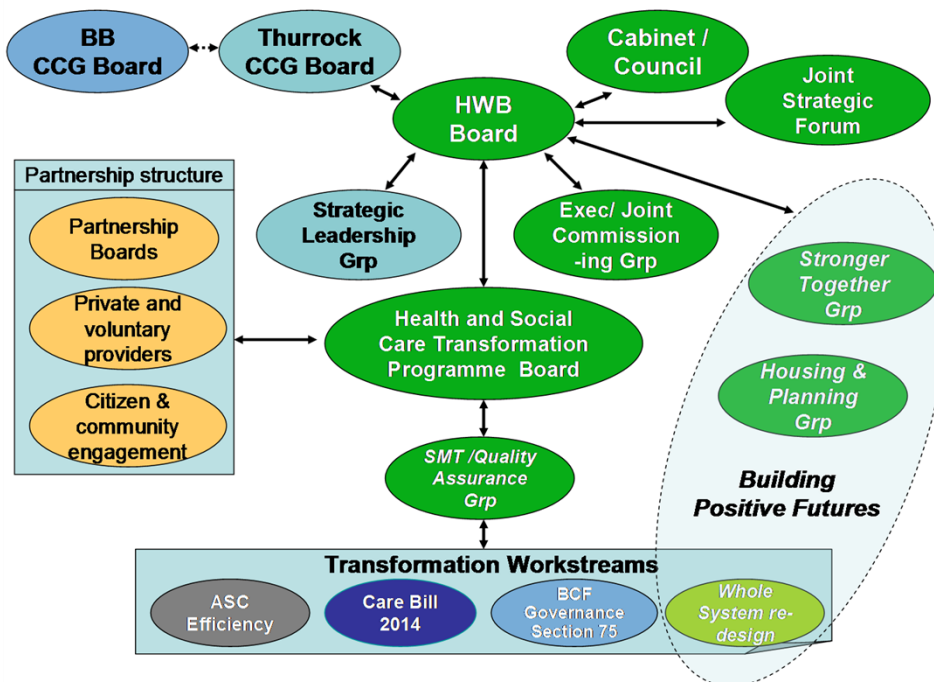 BB
CCG Board
Thurrock
CCG Board
Cabinet /
Council
Joint
Strategic
Forum
HWB
Board
Partnership structure
Partnership
Boards
Private and
voluntary
providers
Citizen &
community
engagement
Strategic
Leadership
Grp
Exec/ Joint
Commission
-ing Grp
Stronger
Together
Grp
Health and Social
Care Transformation
Programme Board
Housing &
Planning
Grp
SMT /Quality
Assurance
Grp
Building
Positive Futures
Transformation Workstreams
ASC
Efficiency
Care Bill
2014
BCF
Governance
Section 75
Whole
System re-
design